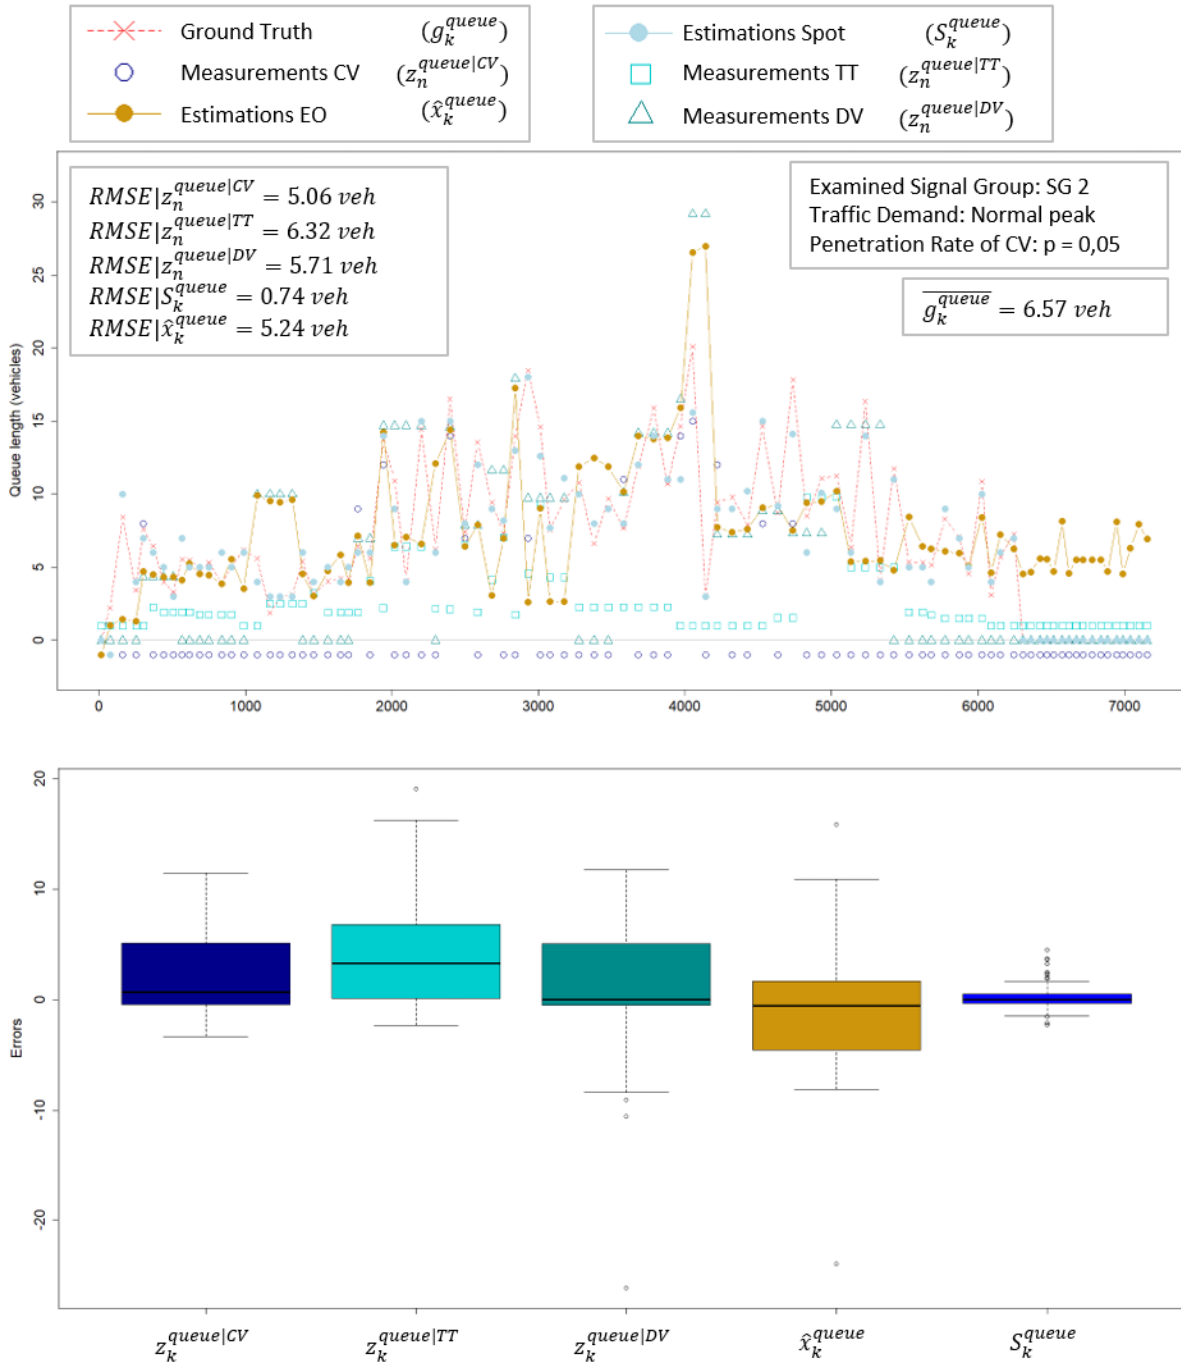 Ground Truth (g_k^queue)
Measurements CV (z_n^queue|CV)
Estimations EO (x̂_k^queue)
Estimations Spot (S_k^queue)
Measurements TT (z_n^queue|TT)
Measurements DV (z_n^queue|DV)
RMSE|z_n^queue|CV = 5.06 veh
RMSE|z_n^queue|TT = 6.32 veh
RMSE|z_n^queue|DV = 5.71 veh
RMSE|S_k^queue = 0.74 veh
RMSE|x̂_k^queue = 5.24 veh
Examined Signal Group: SG 2
Traffic Demand: Normal peak
Penetration Rate of CV: p = 0,05
g_k^queue = 6.57 veh
Queue length (vehicles)
30
25
20
15
10
5
0
0 1000 2000 3000 4000 5000 6000 7000
Errors
20
10
0
-10
-20
z_k^queue|CV z_k^queue|TT z_k^queue|DV x̂_k^queue S_k^queue